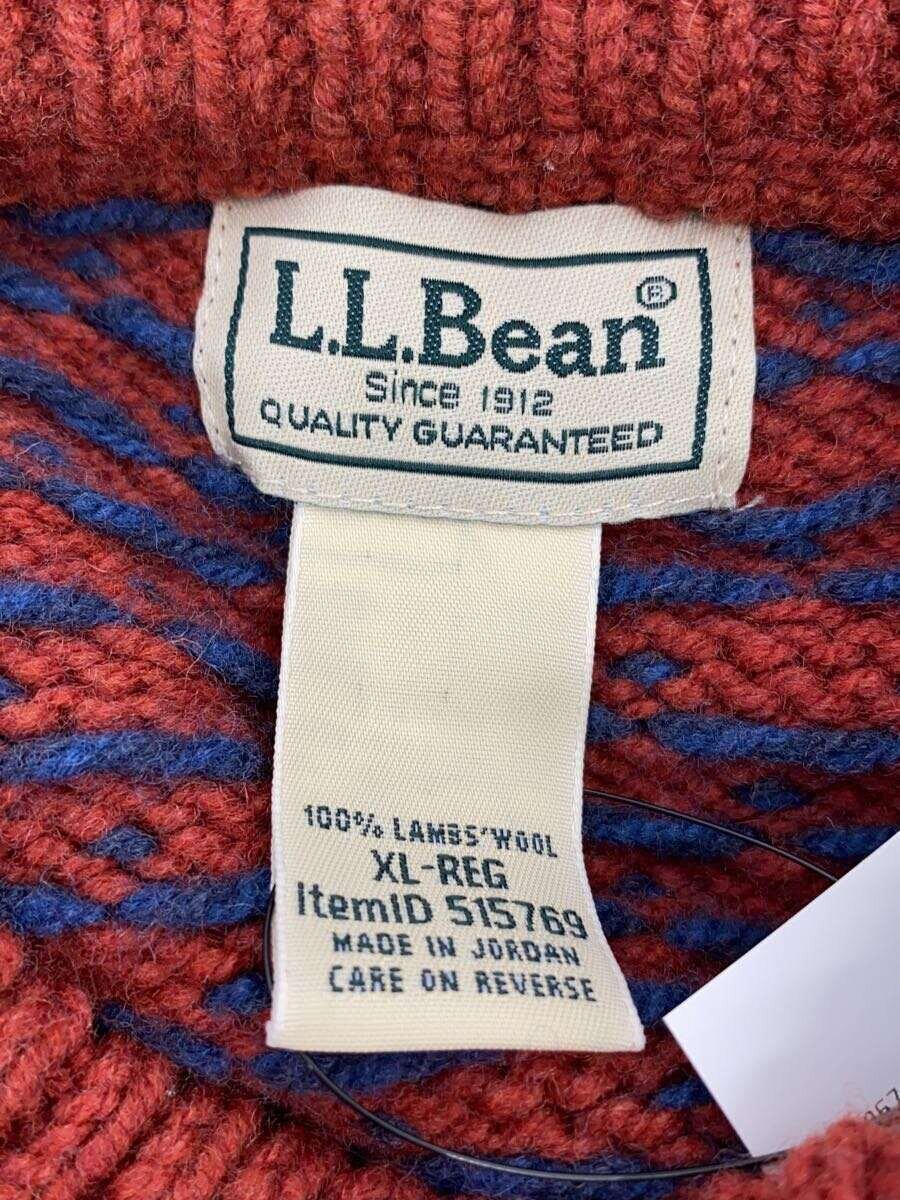 L.L.Bean®
Since 1912
QUALITY GUARANTEED
100% LAMBS' WOOL
XL-REG
ItemID 515769
MADE IN JORDAN
CARE ON REVERSE